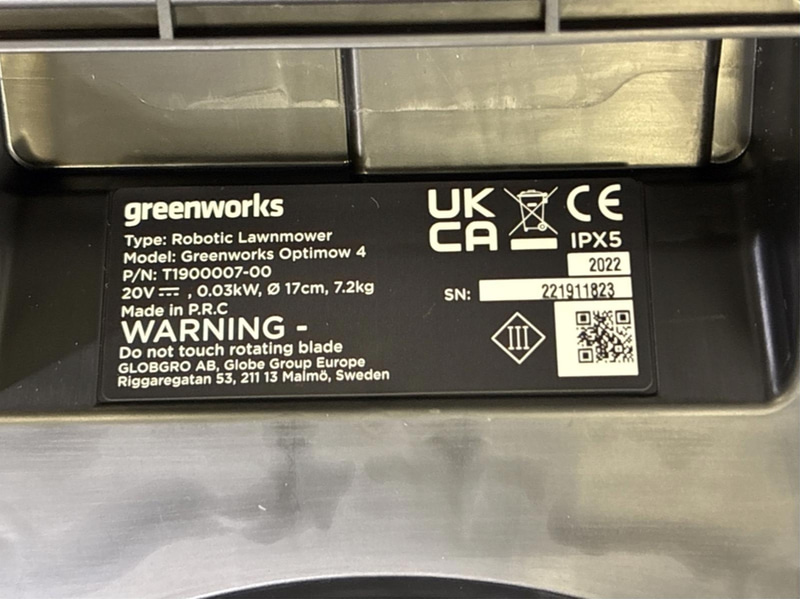 greenworks
Type: Robotic Lawnmower
Model: Greenworks Optimow 4
P/N: T1900007-00
20V ⎓ , 0.03kW, Ø 17cm, 7.2kg
Made in P.R.C
WARNING -
Do not touch rotating blade
GLOBGRO AB, Globe Group Europe
Riggaregatan 53, 211 13 Malmö, Sweden
UK
CA
CE
IPX5
2022
SN: 221911823
III